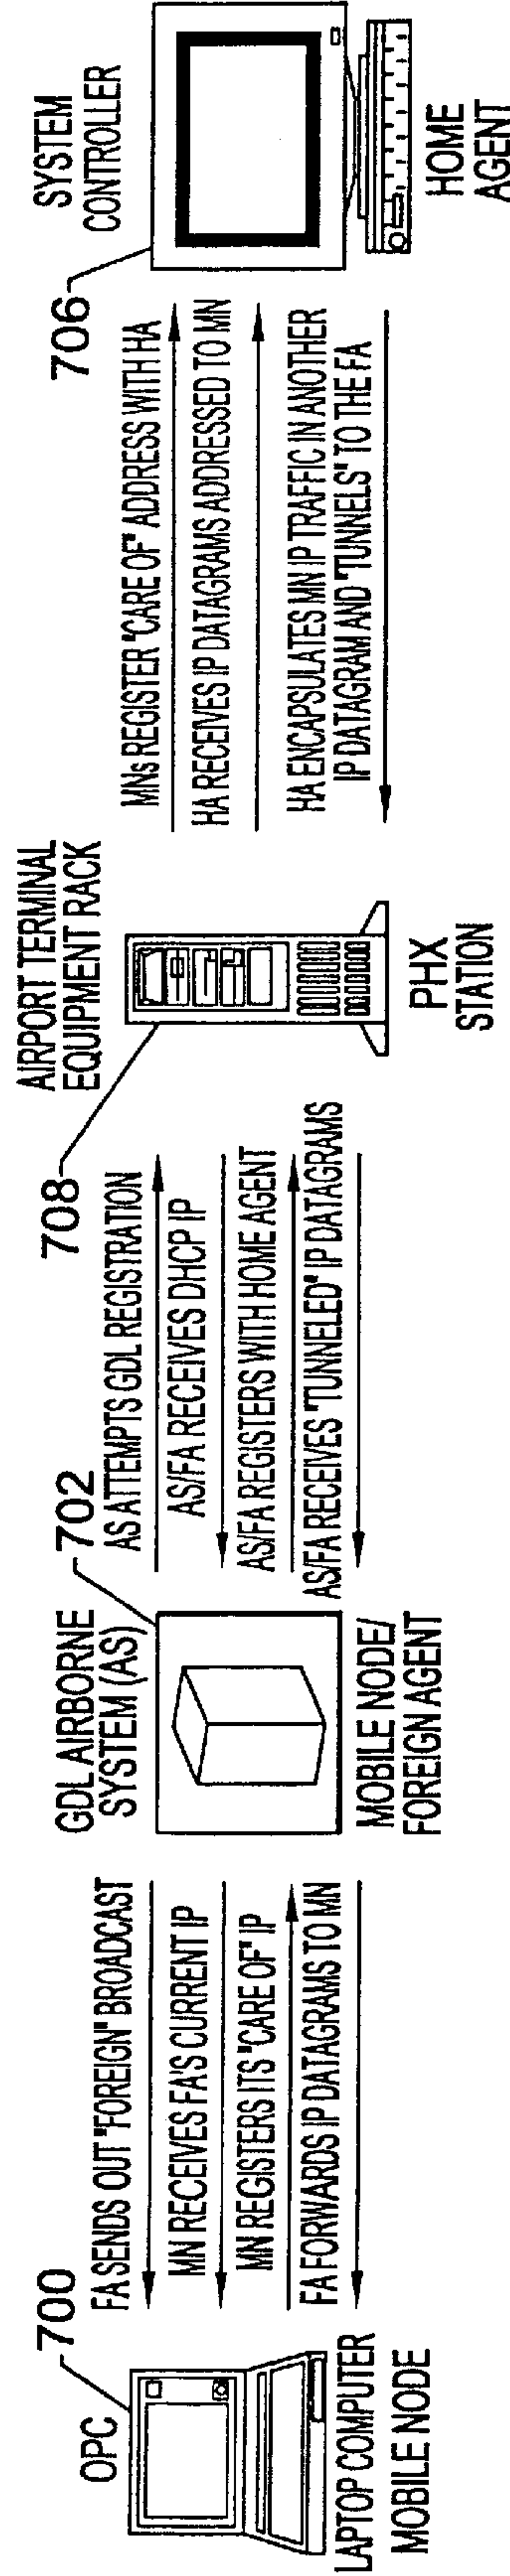 OPC
700
LAPTOP COMPUTER
MOBILE NODE
FA SENDS OUT "FOREIGN" BROADCAST
MN RECEIVES FA'S CURRENT IP
MN REGISTERS ITS "CARE OF" IP
FA FORWARDS IP DATAGRAMS TO MN
GDL AIRBORNE
SYSTEM (AS)
702
MOBILE NODE/
FOREIGN AGENT
AS ATTEMPTS GDL REGISTRATION
AS/FA RECEIVES DHCP IP
AS/FA REGISTERS WITH HOME AGENT
AS/FA RECEIVES "TUNNELED" IP DATAGRAMS
AIRPORT TERMINAL
EQUIPMENT RACK
708
PHX
STATION
MNs REGISTER "CARE OF" ADDRESS WITH HA
HA RECEIVES IP DATAGRAMS ADDRESSED TO MN
HA ENCAPSULATES MN IP TRAFFIC IN ANOTHER
IP DATAGRAM AND "TUNNELS" TO THE FA
SYSTEM
CONTROLLER
706
HOME
AGENT